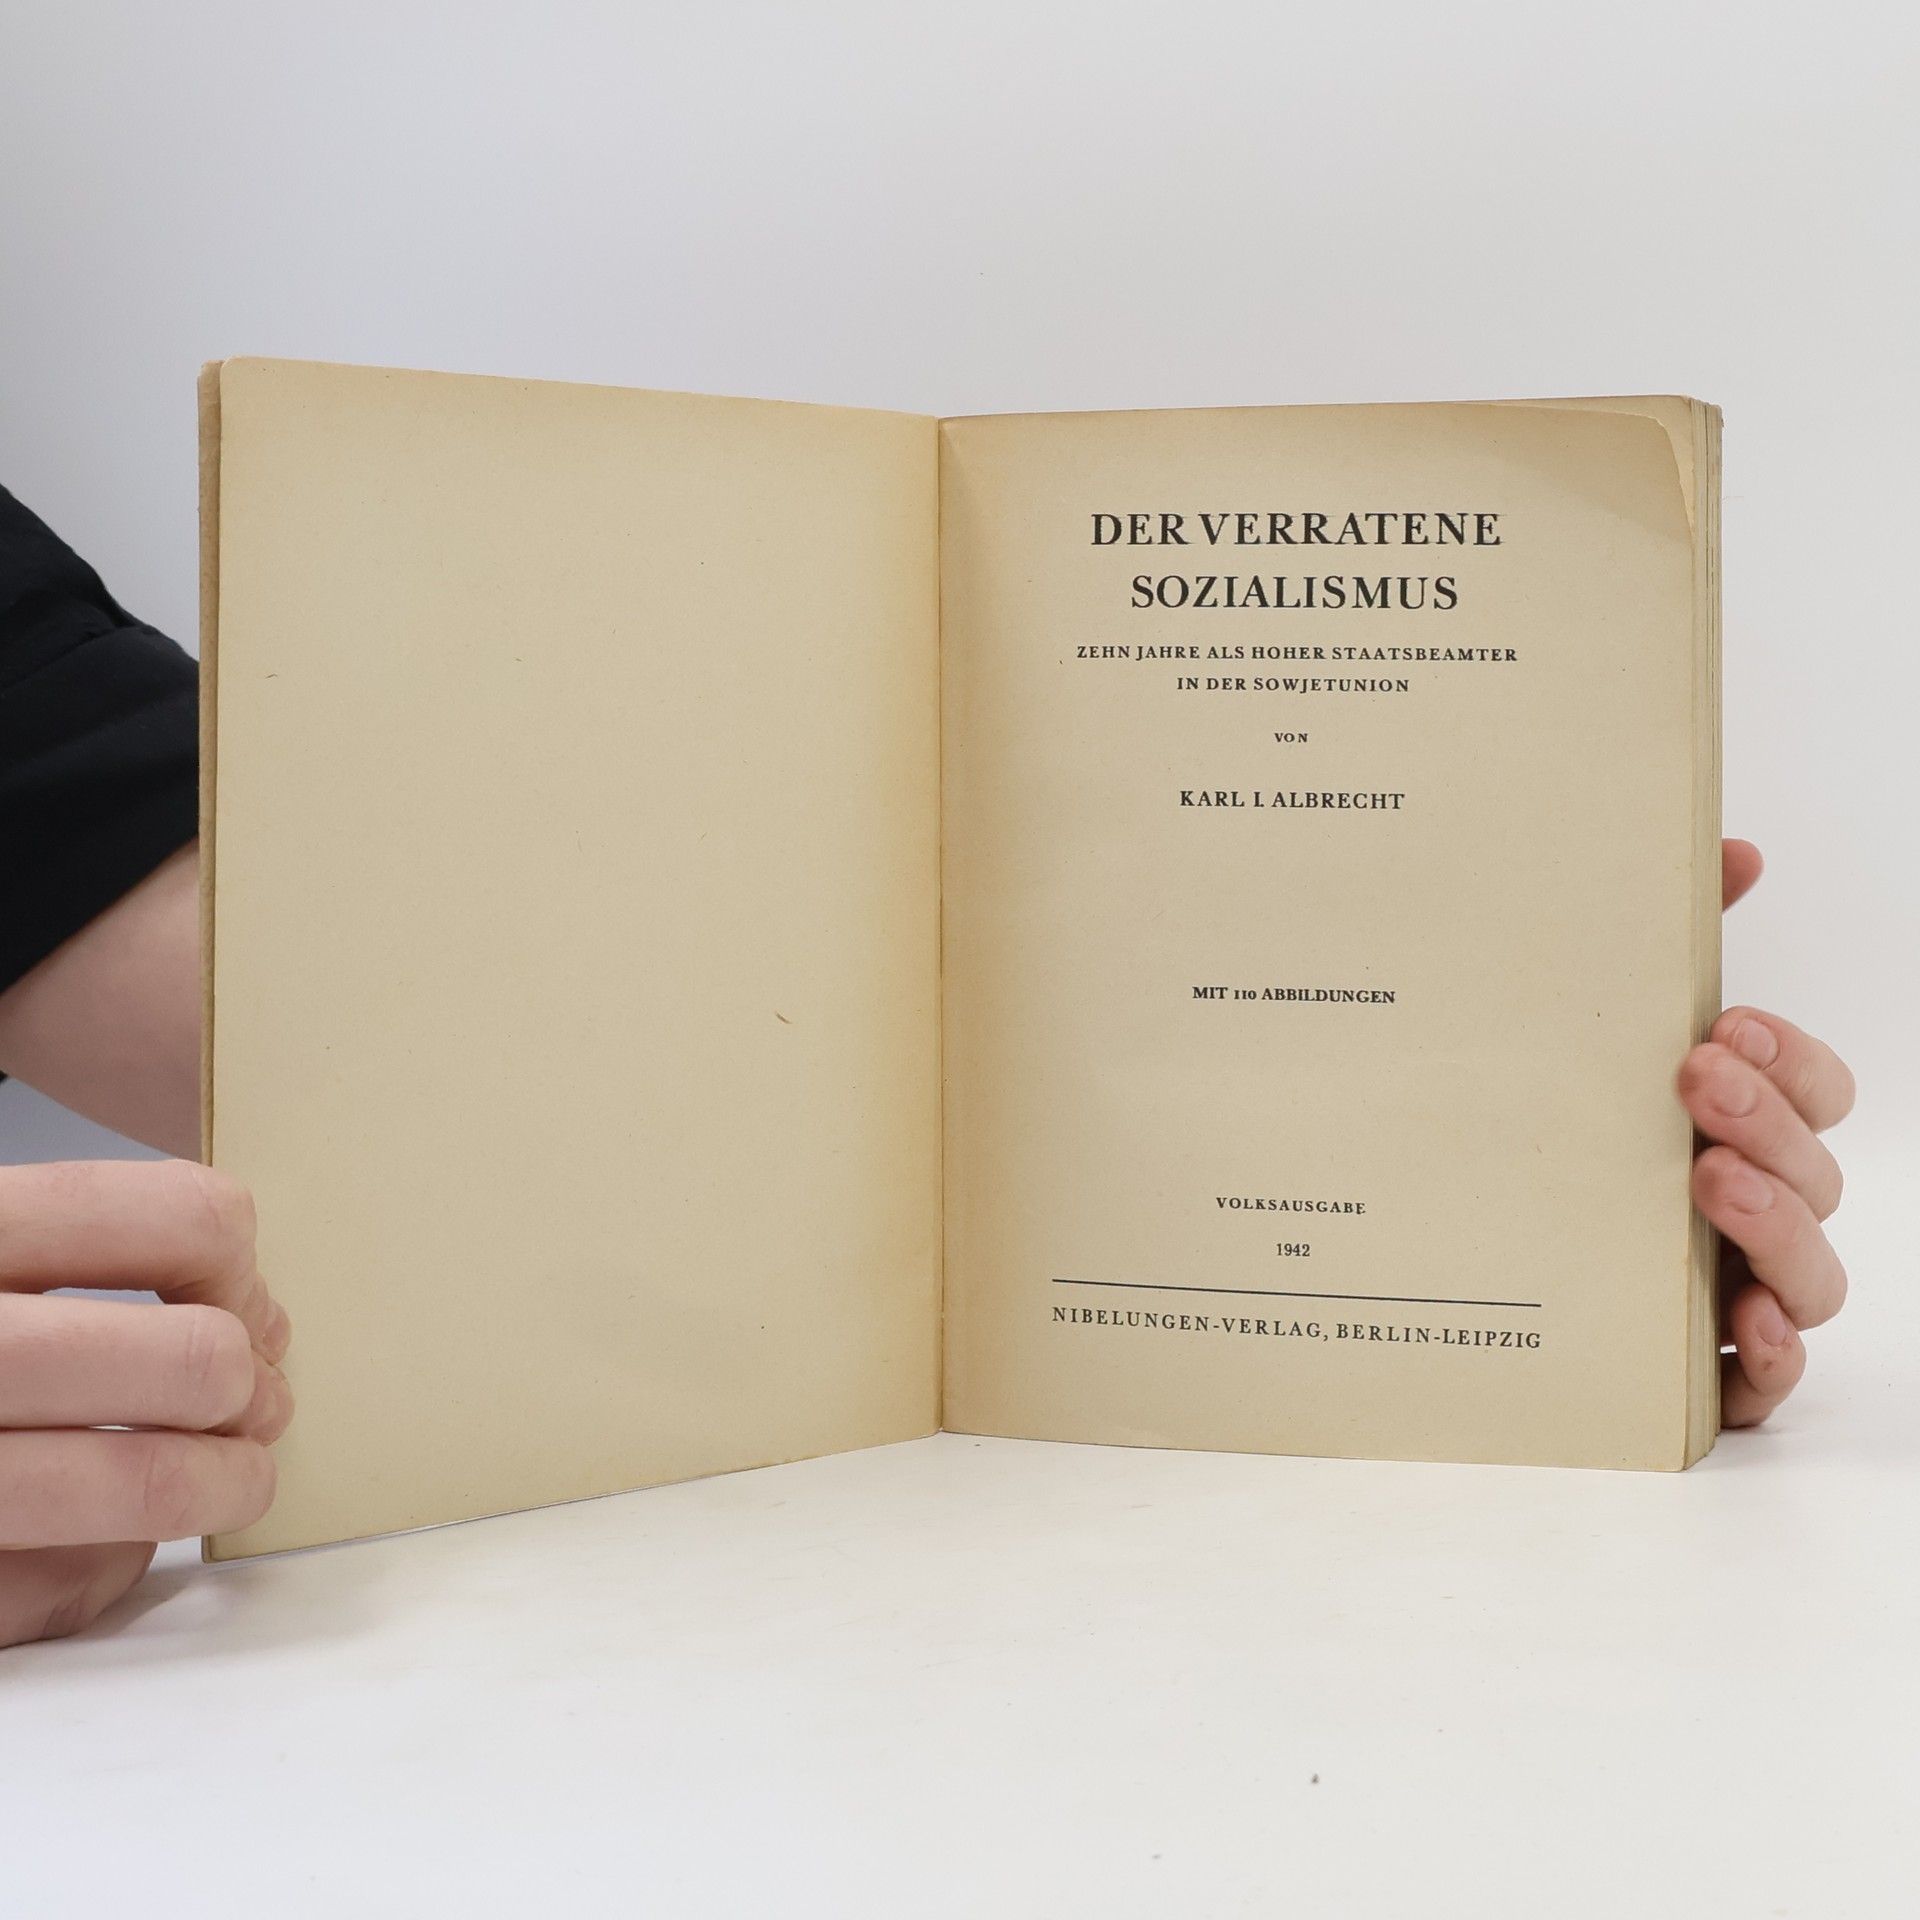 DER VERRATENE
SOZIALISMUS
ZEHN JAHRE ALS HOHER STAATSBEAMTER
IN DER SOWJETUNION
VON
KARL I. ALBRECHT
MIT 110 ABBILDUNGEN
VOLKSAUSGABE
1942
NIBELUNGEN-VERLAG, BERLIN-LEIPZIG